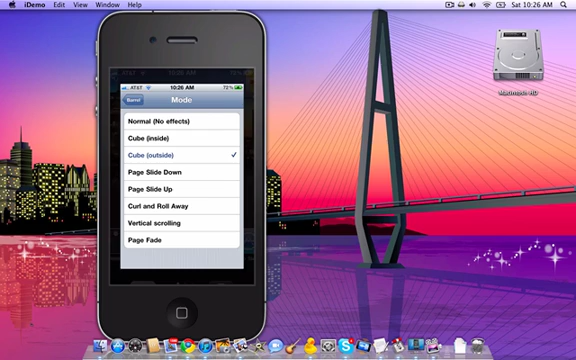 iDemo Edit View Window Help
Sat 10:26 AM
AT&T 10:26 AM 72%
Barrel Mode
Normal (No effects)
Cube (inside)
Cube (outside)
Page Slide Down
Page Slide Up
Curl and Roll Away
Vertical scrolling
Page Fade
Macintosh HD